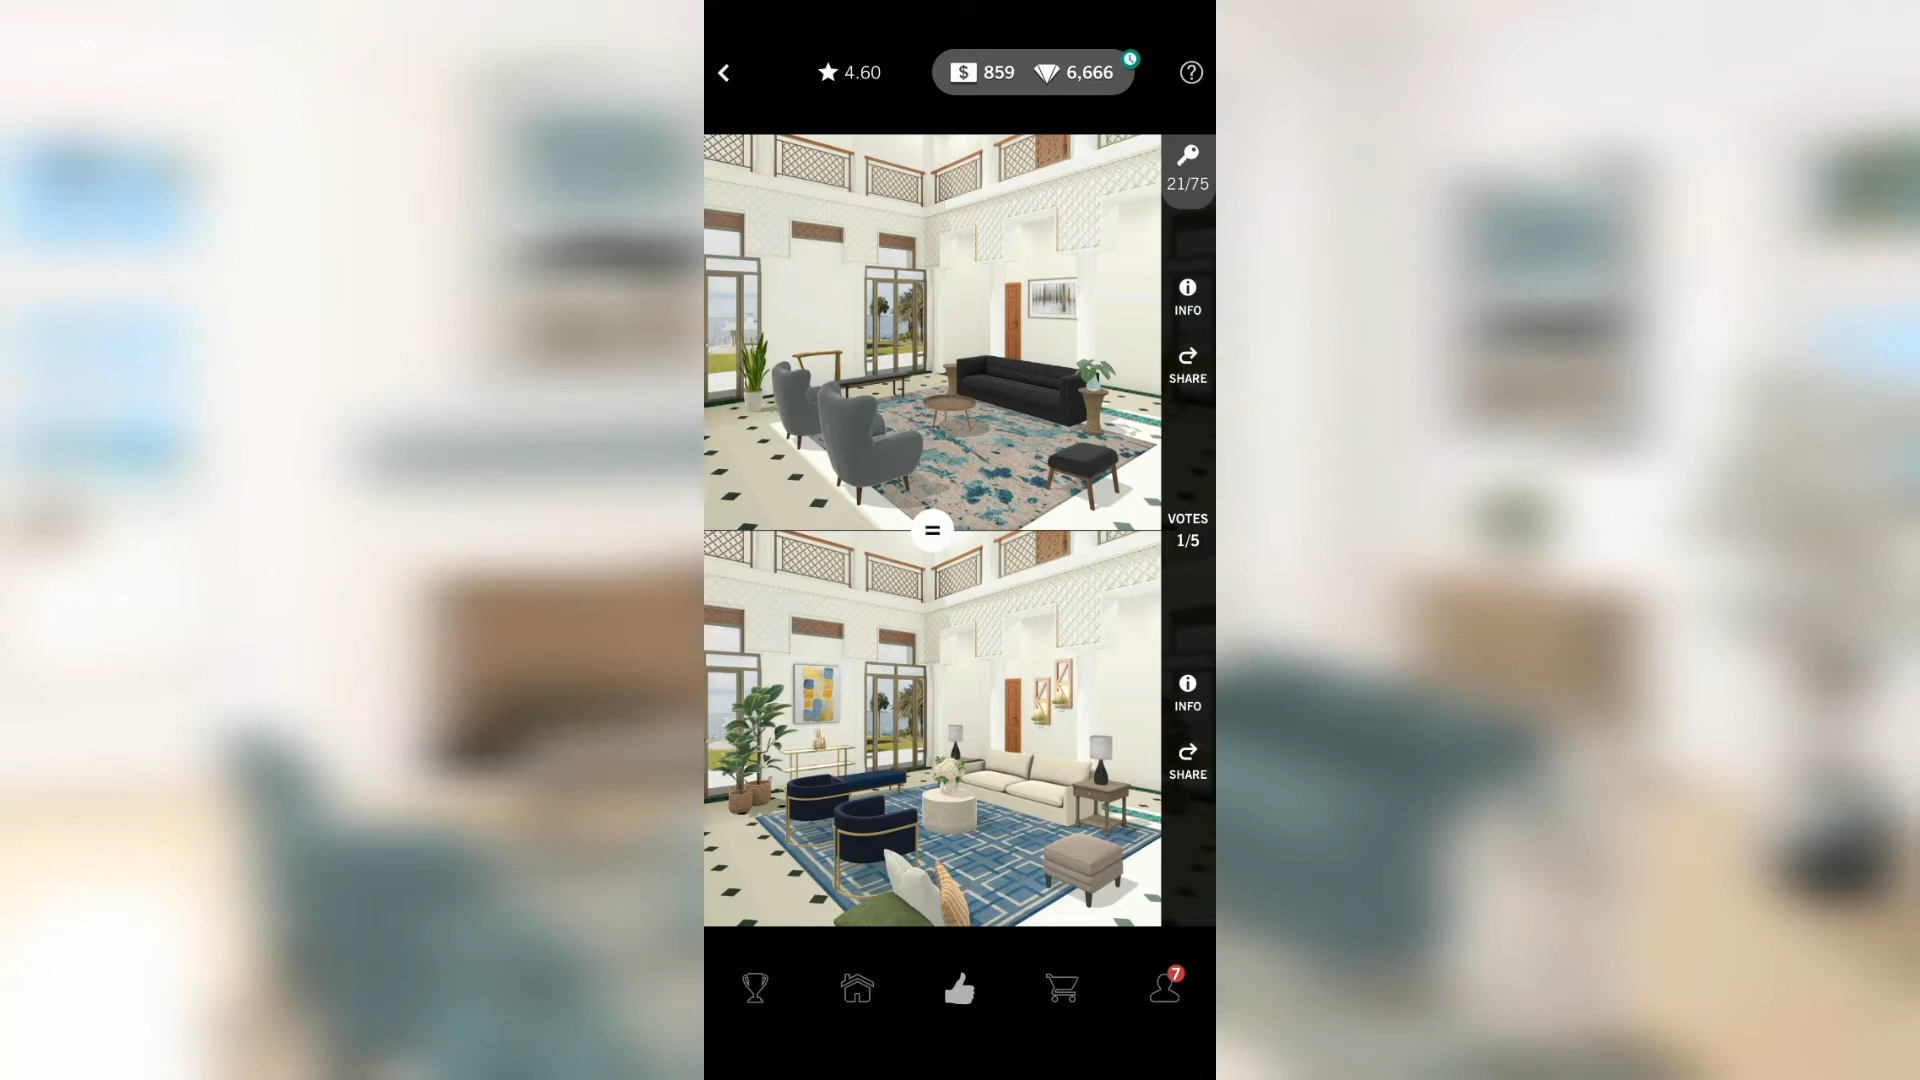 4.60
$ 859 6,666
?
21/75
INFO
SHARE
VOTES
1/5
=
INFO
SHARE
7